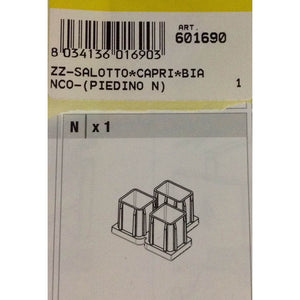 ART.
8 034136 016903 601690
ZZ-SALOTTO*CAPRI*BIA
NCO-(PIEDINO N) 1
N x 1